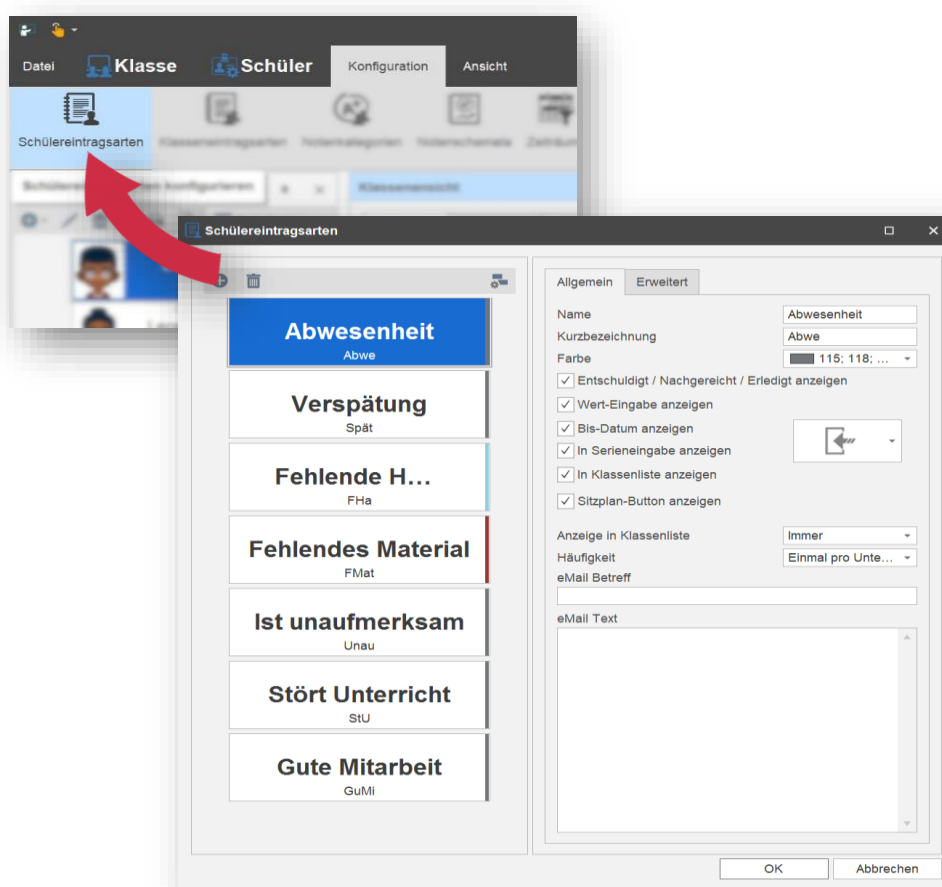 Datei Klasse Schüler Konfiguration Ansicht
Schülereintragsarten Klasseneintragsarten Notenkategorien Notenschemata
Klassenansicht
Schülereintragsarten
Abwesenheit
Abwe
Verspätung
Spät
Fehlende H...
FHa
Fehlendes Material
FMat
Ist unaufmerksam
Unau
Stört Unterricht
StU
Gute Mitarbeit
GuMi
Allgemein Erweitert
Name Abwesenheit
Kurzbezeichnung Abwe
Farbe 115; 118; ...
Entschuldigt / Nachgereicht / Erledigt anzeigen
Wert-Eingabe anzeigen
Bis-Datum anzeigen
In Serieneingabe anzeigen
In Klassenliste anzeigen
Sitzplan-Button anzeigen
Anzeige in Klassenliste Immer
Häufigkeit Einmal pro Unte...
eMail Betreff
eMail Text
OK Abbrechen